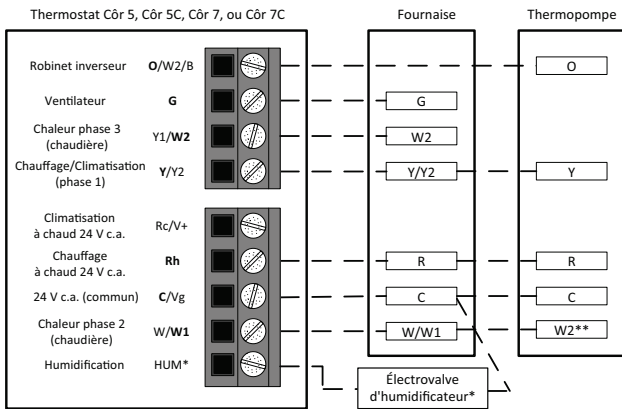 Thermostat Côr 5, Côr 5C, Côr 7, ou Côr 7C
Fournaise
Thermopompe
Robinet inverseur O/W2/B
O
Ventilateur G
G
Chaleur phase 3
(chaudière)
Y1/W2
W2
Chauffage/Climatisation
(phase 1)
Y/Y2
Y/Y2
Y
Climatisation
à chaud 24 V c.a.
Rc/V+
Chauffage
à chaud 24 V c.a.
Rh
R
R
24 V c.a. (commun) C/Vg
C
C
Chaleur phase 2
(chaudière)
W/W1
W/W1
W2**
Humidification HUM*
Électrovalve
d'humidificateur*